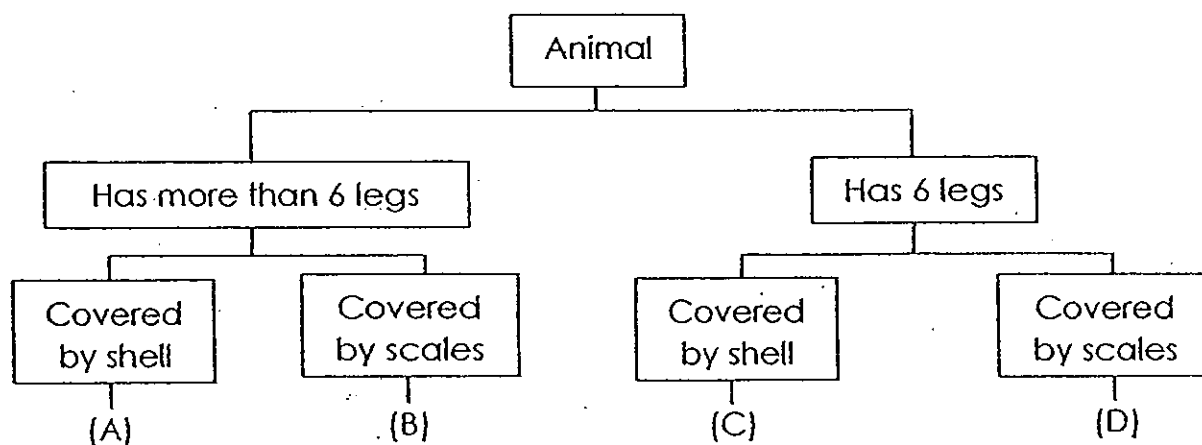 Animal
Has more than 6 legs
Has 6 legs
Covered
by shell
Covered
by scales
Covered
by shell
Covered
by scales
(A)
(B)
(C)
(D)